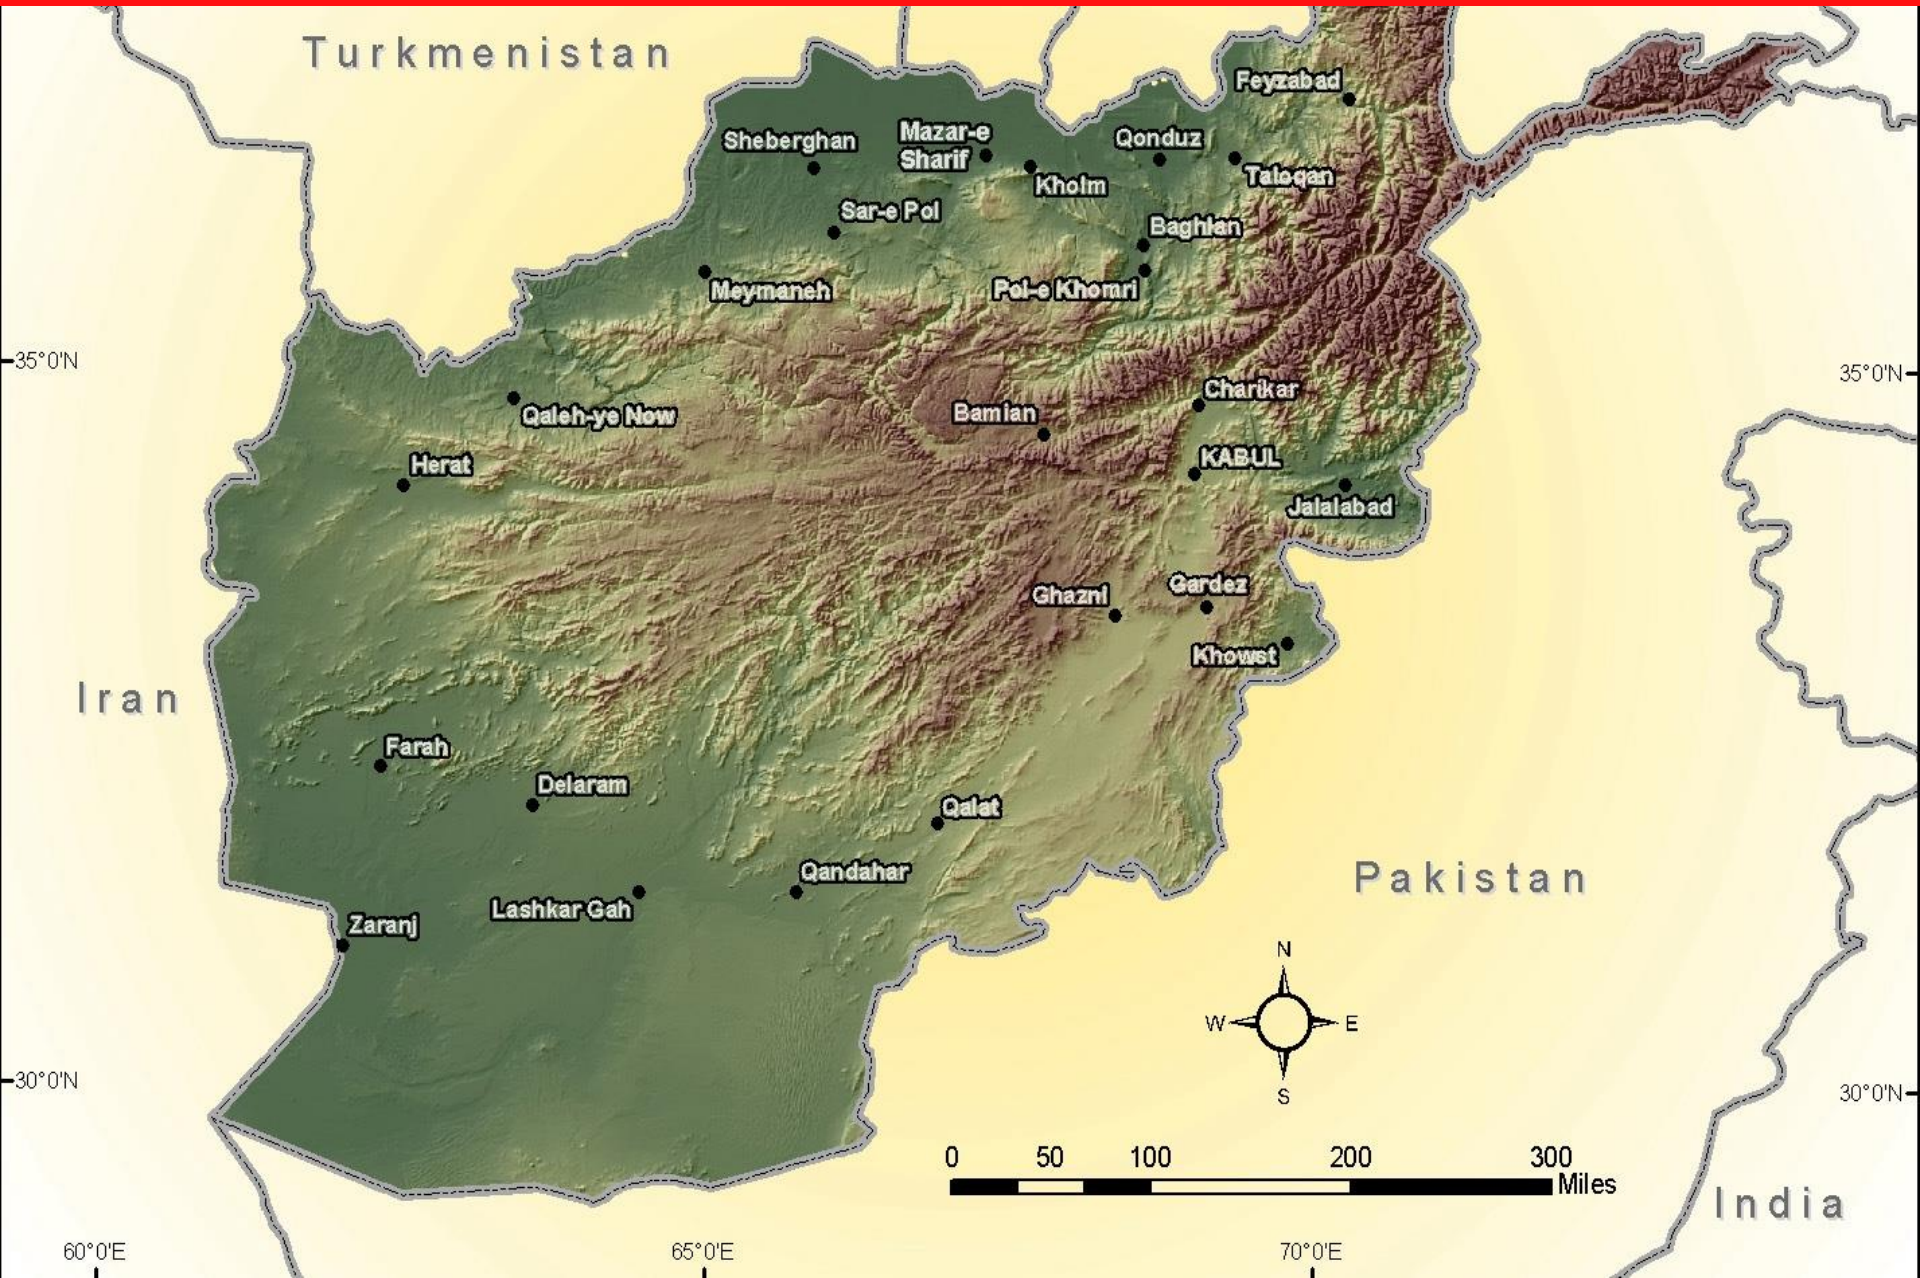 Turkmenistan
Feyzabad
Sheberghan
Mazar-e
Sharif
Qonduz
Kholm
Taloqan
Sar-e Pol
Baghlan
Meymaneh
Pol-e Khomri
35°0'N
35°0'N
Charikar
Qaleh-ye Now
Bamian
Herat
KABUL
Jalalabad
Ghazni
Gardez
Khowst
Iran
Farah
Delaram
Qalat
Qandahar
Pakistan
Lashkar Gah
Zaranj
N
W
E
S
30°0'N
30°0'N
0 50 100 200 300
Miles
India
60°0'E
65°0'E
70°0'E